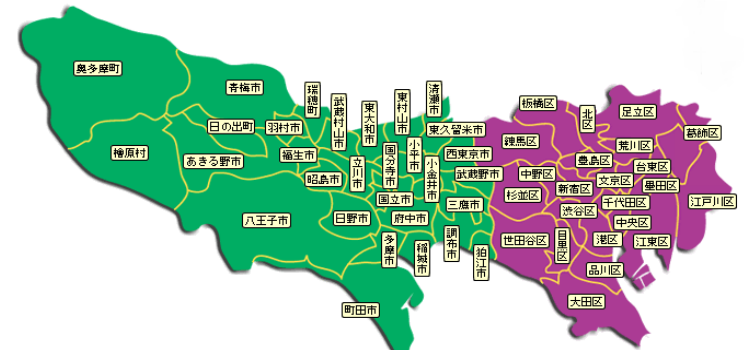 奥多摩町
青梅市
瑞穂町
武蔵村山市
東大和市
東村山市
清瀬市
日の出町
羽村市
東久留米市
檜原村
あきる野市
福生市
昭島市
立川市
国分寺市
小平市
小金井市
西東京市
武蔵野市
国立市
三鷹市
八王子市
日野市
府中市
多摩市
稲城市
調布市
狛江市
町田市
板橋区
北区
足立区
葛飾区
練馬区
荒川区
豊島区
台東区
中野区
文京区
墨田区
杉並区
新宿区
千代田区
江戸川区
渋谷区
中央区
世田谷区
目黒区
港区
江東区
品川区
大田区